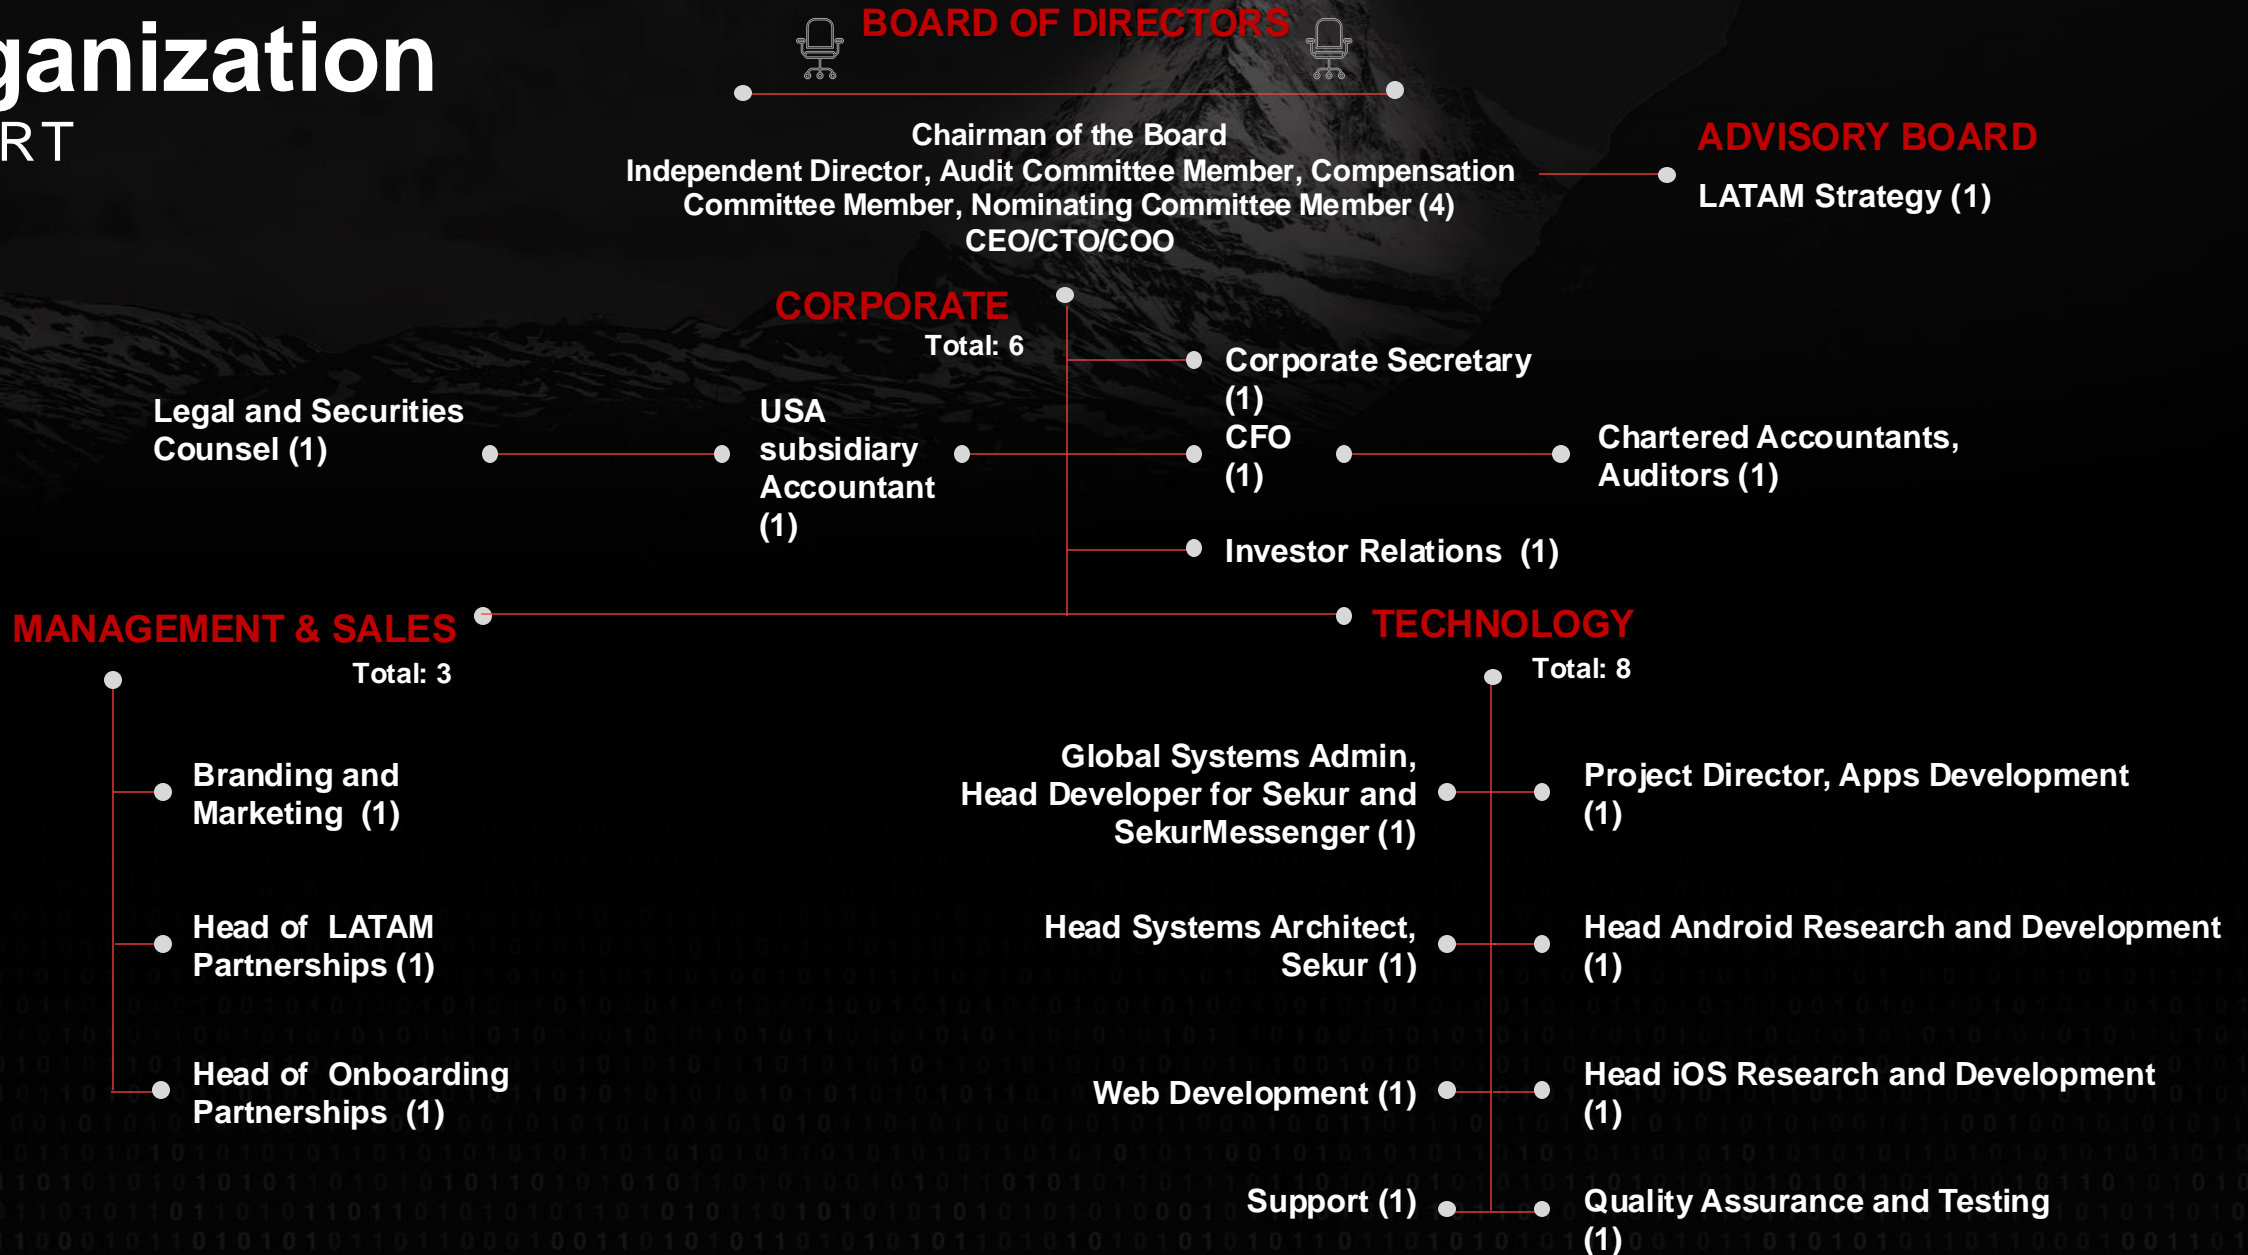 ganization
RT
BOARD OF DIRECTORS
Chairman of the Board
Independent Director, Audit Committee Member, Compensation
Committee Member, Nominating Committee Member (4)
CEO/CTO/COO
ADVISORY BOARD
LATAM Strategy (1)
CORPORATE
Total: 6
Corporate Secretary
(1)
Legal and Securities
Counsel (1)
USA
subsidiary
Accountant
(1)
CFO
(1)
Chartered Accountants,
Auditors (1)
Investor Relations (1)
MANAGEMENT & SALES
Total: 3
Branding and
Marketing (1)
Head of LATAM
Partnerships (1)
Head of Onboarding
Partnerships (1)
TECHNOLOGY
Total: 8
Global Systems Admin,
Head Developer for Sekur and
SekurMessenger (1)
Project Director, Apps Development
(1)
Head Systems Architect,
Sekur (1)
Head Android Research and Development
(1)
Web Development (1)
Head iOS Research and Development
(1)
Support (1)
Quality Assurance and Testing
(1)